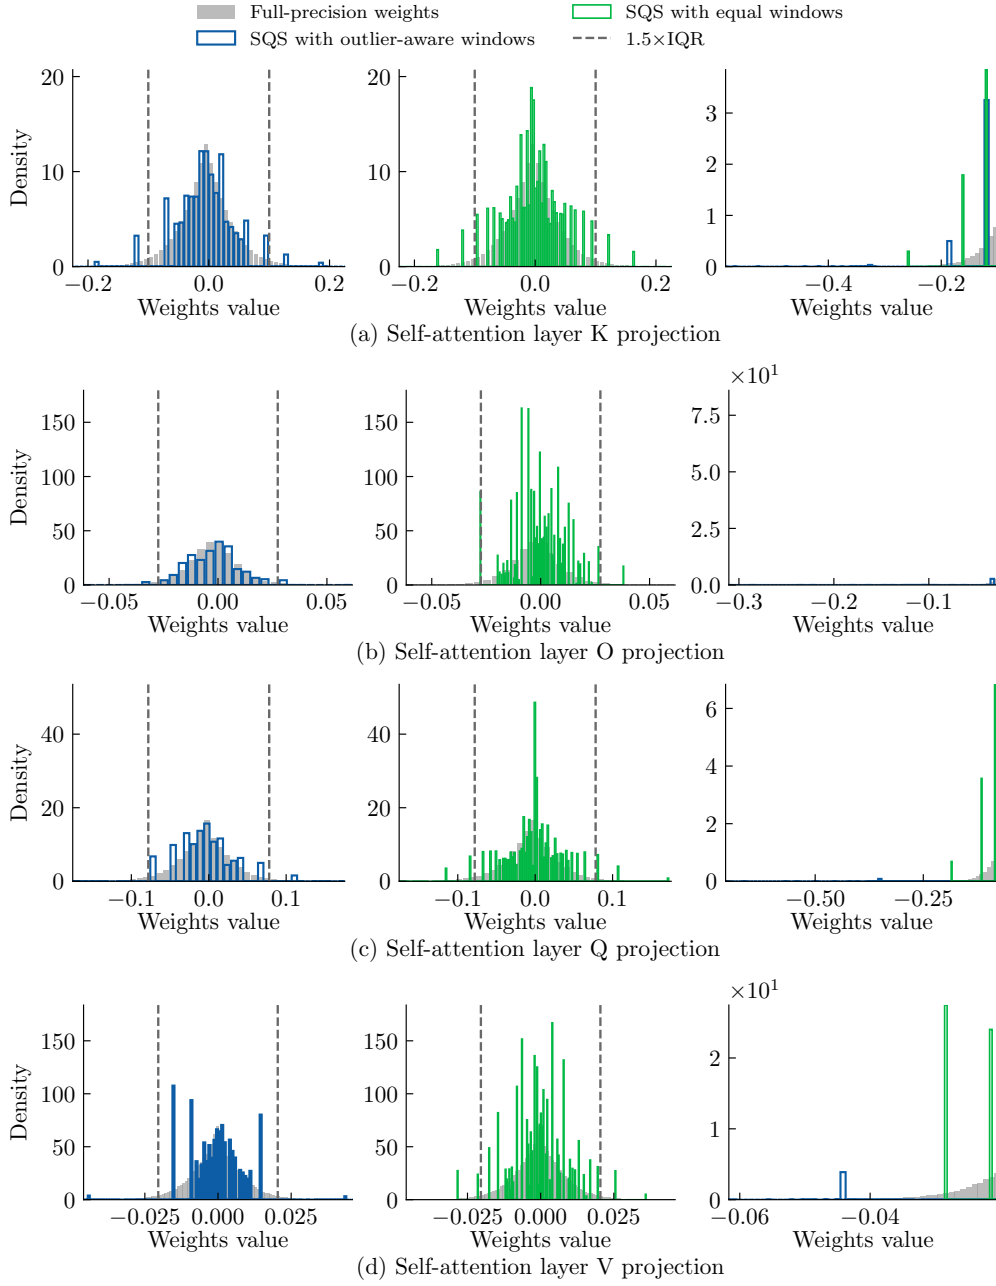 Full-precision weights
SQS with equal windows
SQS with outlier-aware windows
1.5×IQR
20
10
0
Density
−0.2 0.0 0.2
Weights value
20
10
0
−0.2 0.0 0.2
Weights value
3
2
1
0
−0.4 −0.2
Weights value
(a) Self-attention layer K projection
150
100
50
0
Density
−0.05 0.00 0.05
Weights value
150
100
50
0
−0.05 0.00 0.05
Weights value
×10¹
7.5
5.0
2.5
0.0
−0.3 −0.2 −0.1
Weights value
(b) Self-attention layer O projection
40
20
0
Density
−0.1 0.0 0.1
Weights value
40
20
0
−0.1 0.0 0.1
Weights value
6
4
2
0
−0.50 −0.25
Weights value
(c) Self-attention layer Q projection
150
100
50
0
Density
−0.025 0.000 0.025
Weights value
150
100
50
0
−0.025 0.000 0.025
Weights value
×10¹
2
1
0
−0.06 −0.04
Weights value
(d) Self-attention layer V projection